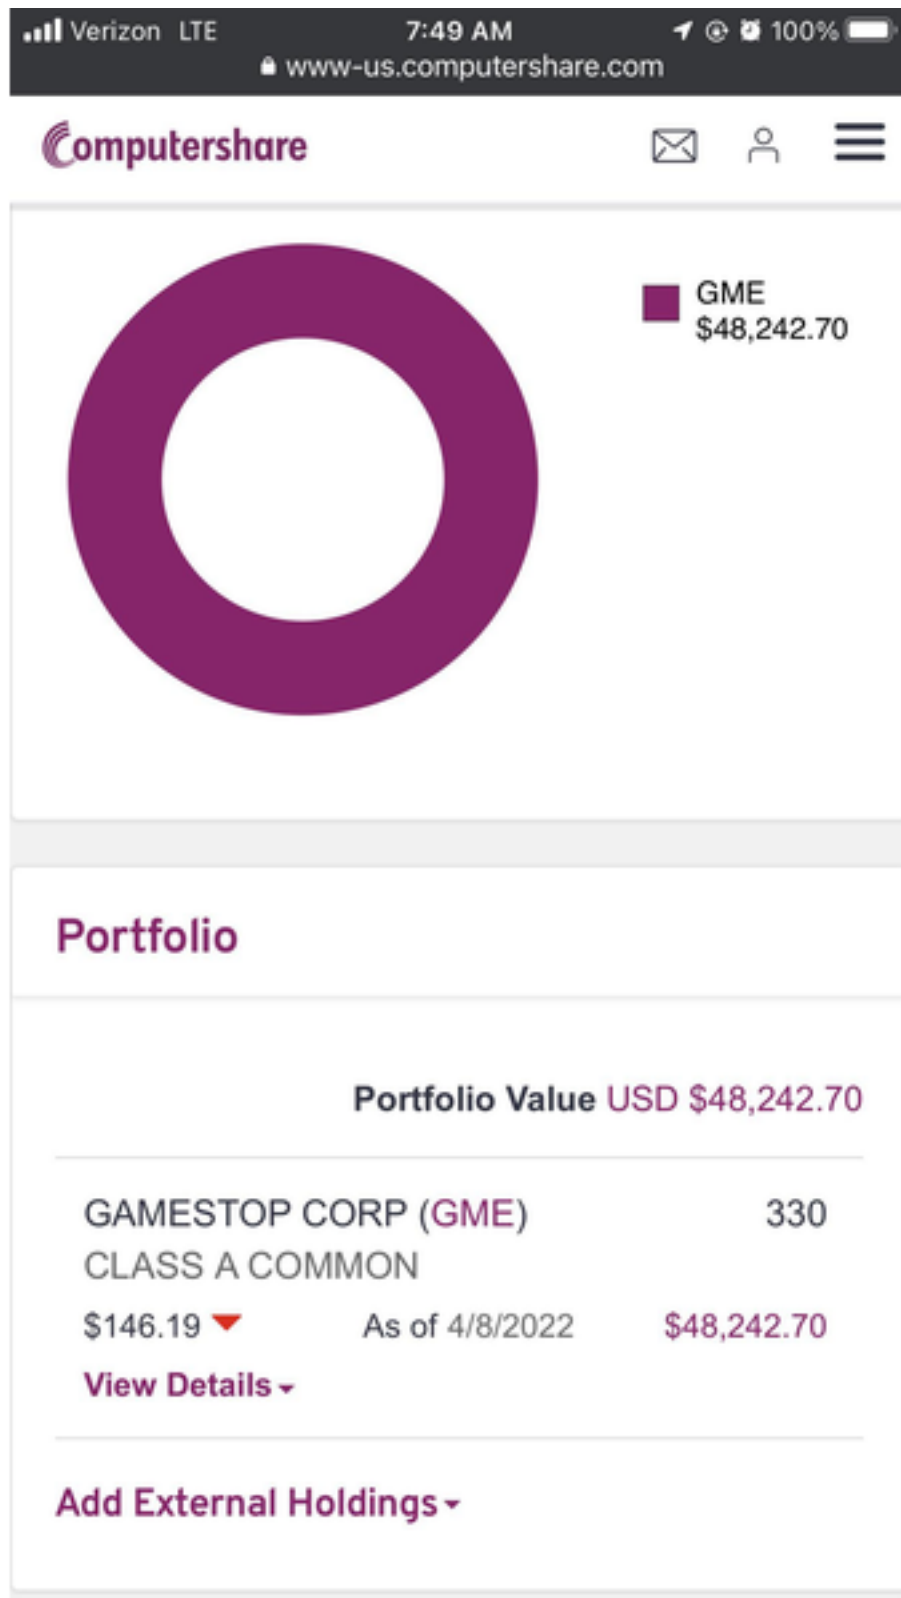 Verizon LTE 7:49 AM 100%
www-us.computershare.com
Computershare
GME
$48,242.70
Portfolio
Portfolio Value USD $48,242.70
GAMESTOP CORP (GME) 330
CLASS A COMMON
$146.19 As of 4/8/2022 $48,242.70
View Details
Add External Holdings